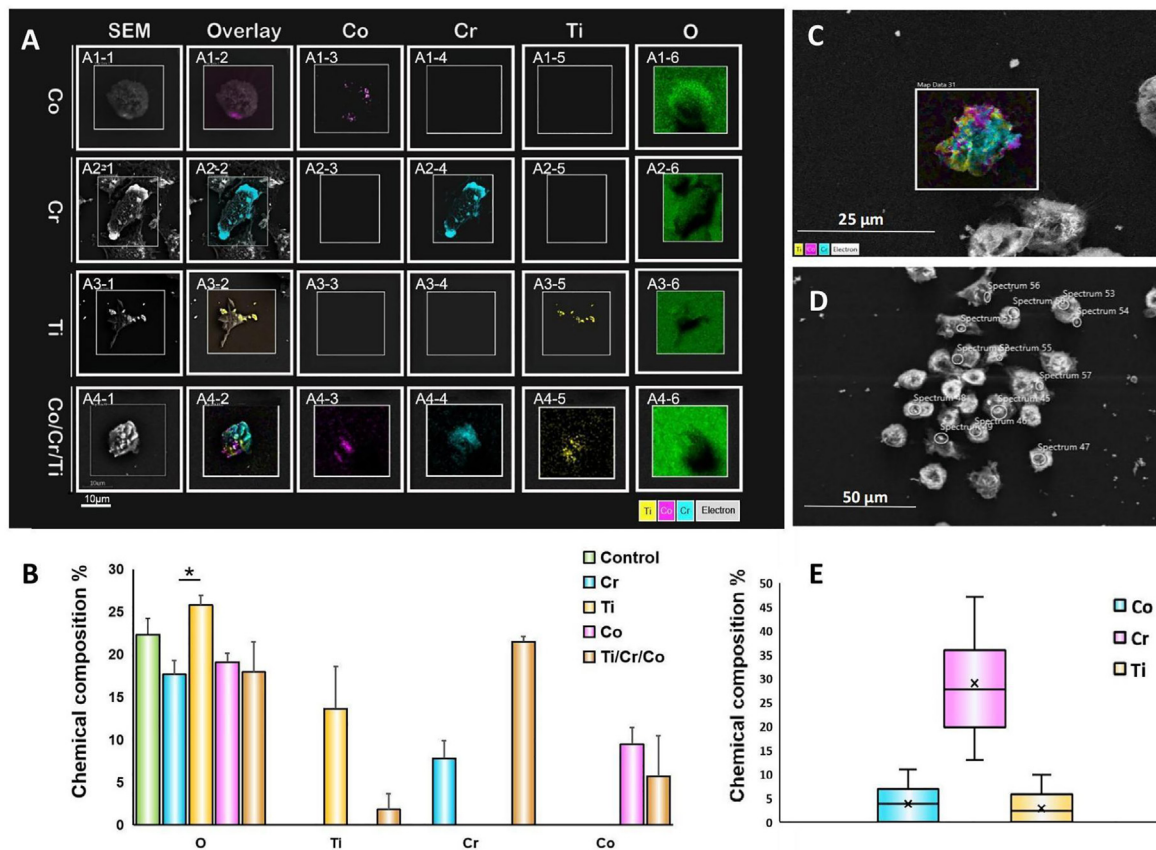 A
SEM Overlay Co Cr Ti O
Co
A1-1 A1-2 A1-3 A1-4 A1-5 A1-6
Cr
A2-1 A2-2 A2-3 A2-4 A2-5 A2-6
Ti
A3-1 A3-2 A3-3 A3-4 A3-5 A3-6
Co/Cr/Ti
A4-1 A4-2 A4-3 A4-4 A4-5 A4-6
10µm
10µm
Ti Co Cr Electron
C
Map Data 31
25 µm
Ti Co Cr Electron
D
Spectrum 56
Spectrum 53
Spectrum 54
Spectrum 55
Spectrum 57
Spectrum 48
Spectrum 45
Spectrum 46
Spectrum 49
Spectrum 47
50 µm
B
Chemical composition %
30
25
20
15
10
5
0
*
O Ti Cr Co
Control
Cr
Ti
Co
Ti/Cr/Co
E
Chemical composition %
50
45
40
35
30
25
20
15
10
5
0
Co
Cr
Ti